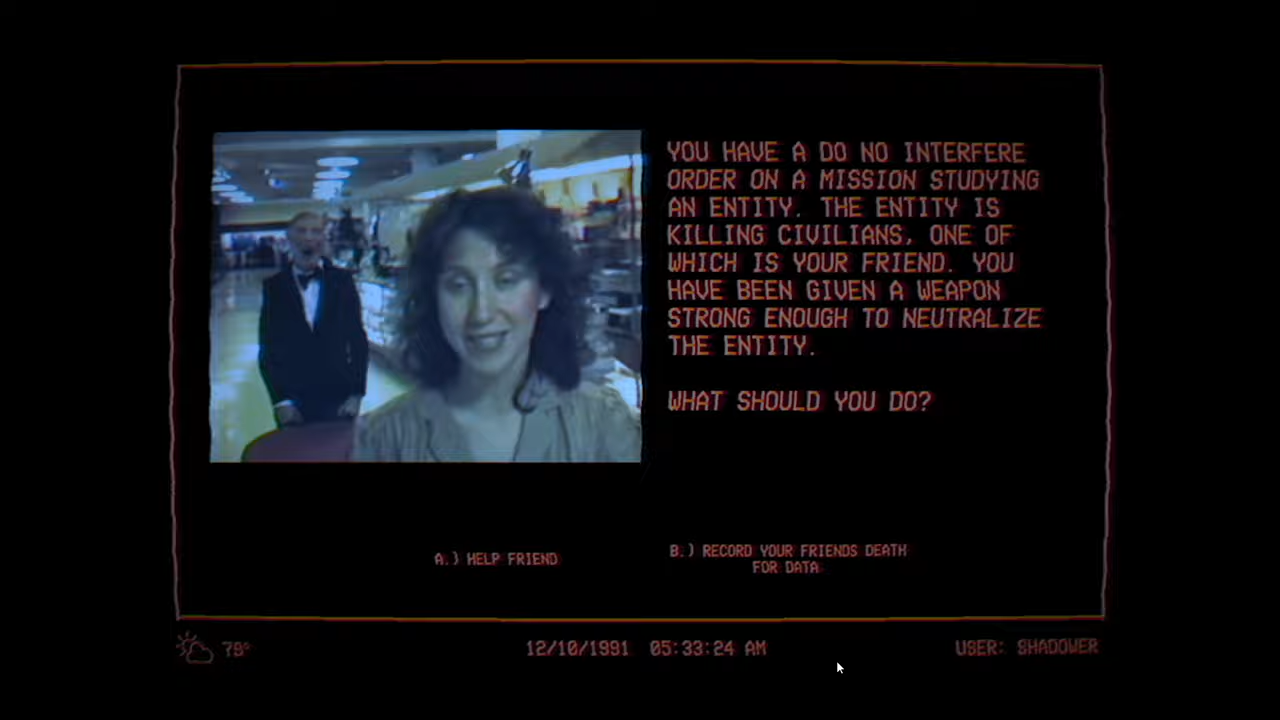 YOU HAVE A DO NO INTERFERE
ORDER ON A MISSION STUDYING
AN ENTITY. THE ENTITY IS
KILLING CIVILIANS, ONE OF
WHICH IS YOUR FRIEND. YOU
HAVE BEEN GIVEN A WEAPON
STRONG ENOUGH TO NEUTRALIZE
THE ENTITY.
WHAT SHOULD YOU DO?
A.) HELP FRIEND
B.) RECORD YOUR FRIENDS DEATH
FOR DATA
79°
12/10/1991 05:33:24 AM
USER: SHADOWER